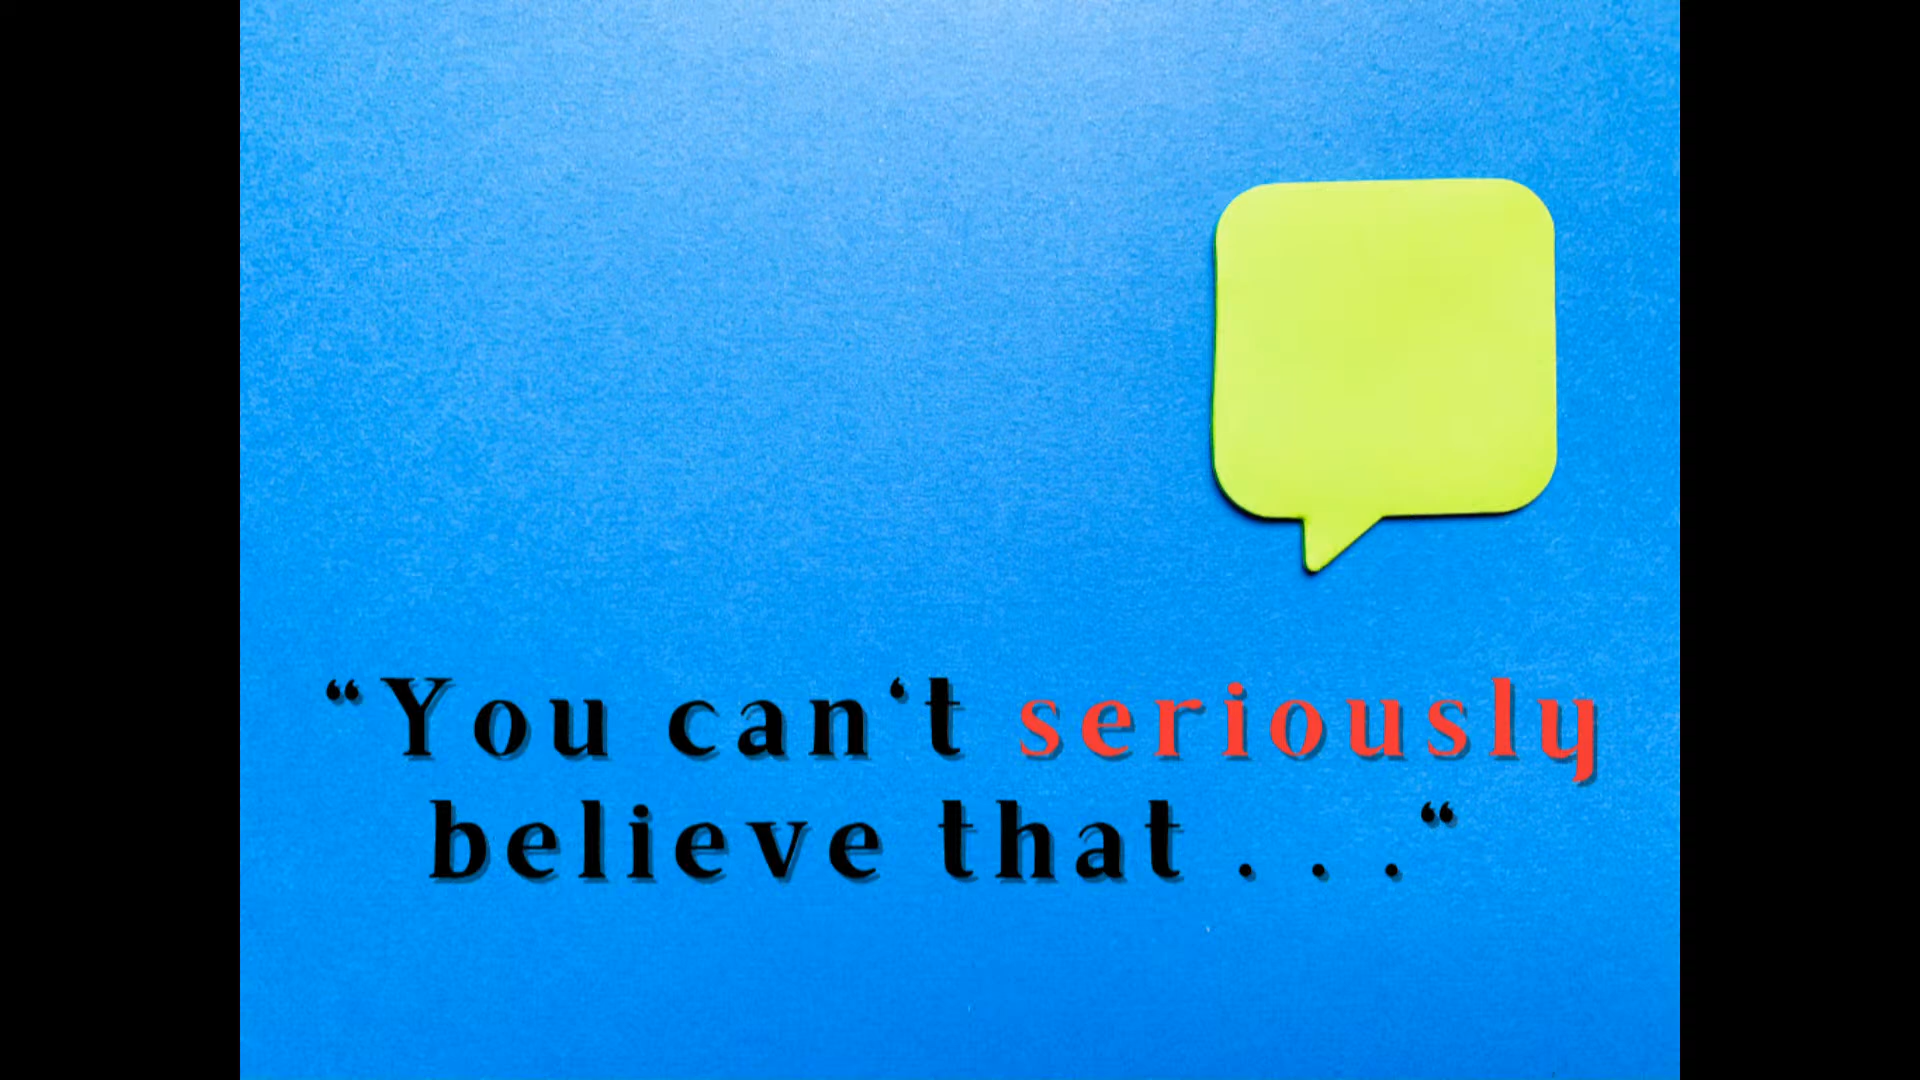 “You can‘t seriously
believe that . . .“